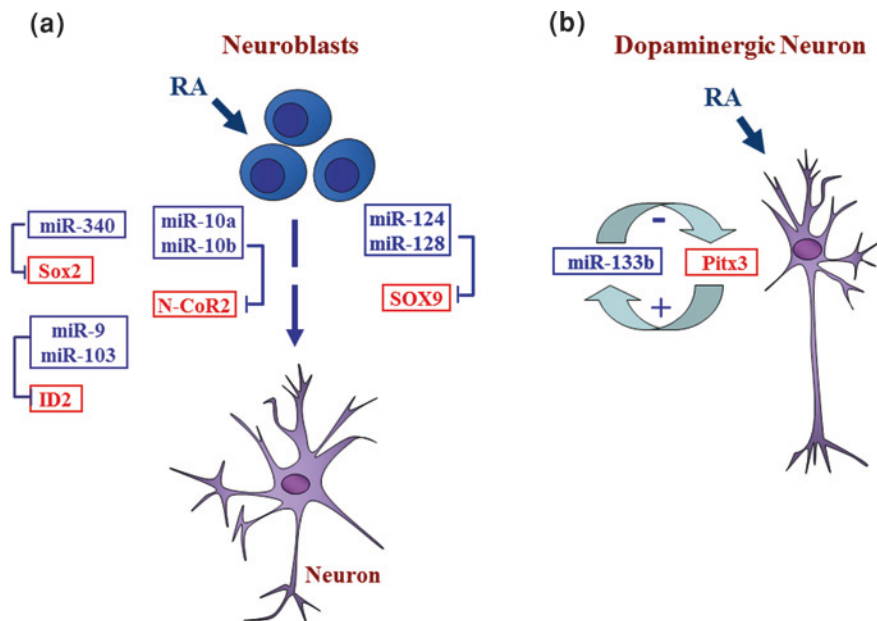 (a)
Neuroblasts
RA
miR-340
Sox2
miR-9
miR-103
ID2
miR-10a
miR-10b
N-CoR2
miR-124
miR-128
SOX9
Neuron
(b)
Dopaminergic Neuron
RA
-
miR-133b
Pitx3
+